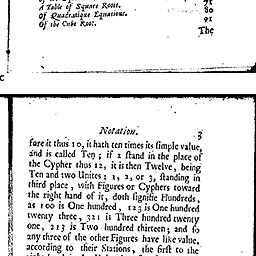 A Table of Square Roots.
Of Quadratique Equations. 80
Of the Cube Root. 91
The
Notation. 3
fore it thus 10, it hath ten times its simple value,
and is called Ten; if 2 stand in the place of
the Cypher thus 12, it is then Twelve, being
Ten and two Unites: 1, 2, or 3, standing in
third place, with Figures or Cyphers toward
the right hand of it, doth signifie Hundreds,
as 100 is One hundred, 123 is One hundred
twenty three, 321 is Three hundred twenty
one, 213 is Two hundred thirteen; and so
any three of the other Figures have like value,
according to their Stations, the first to the